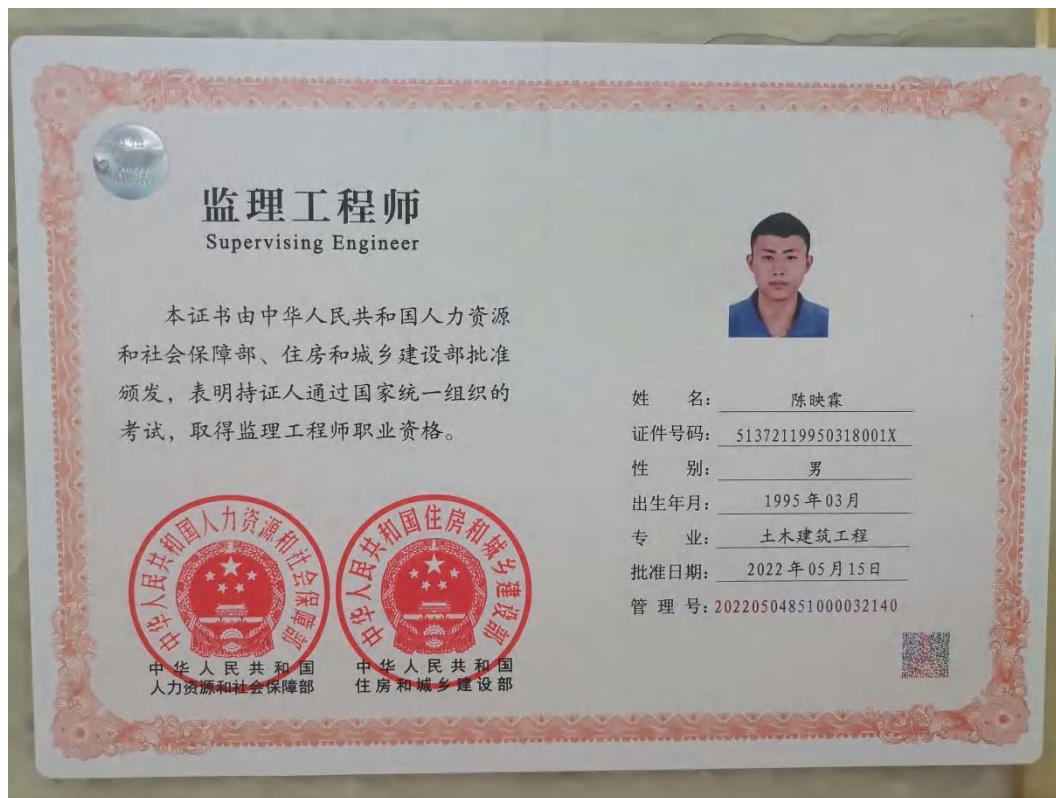 监理工程师
Supervising Engineer
本证书由中华人民共和国人力资源
和社会保障部、住房和城乡建设部批准
颁发，表明持证人通过国家统一组织的
考试，取得监理工程师职业资格。
中华人民共和国人力资源和社会保障部
中华人民共和国住房和城乡建设部
中华人民共和国
人力资源和社会保障部
中华人民共和国
住房和城乡建设部
姓 名：陈映霖
证件号码：51372119950318001X
性 别：男
出生年月：1995年03月
专 业：土木建筑工程
批准日期：2022年05月15日
管 理 号：20220504851000032140